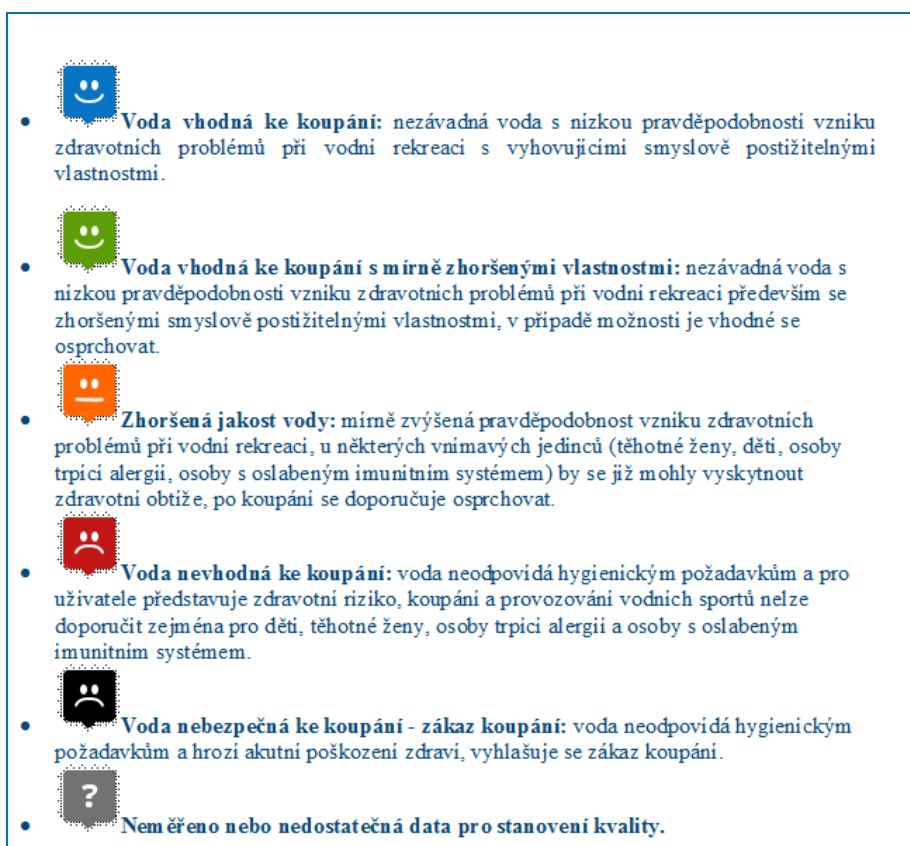 • Voda vhodná ke koupání: nezávadná voda s nízkou pravděpodobností vzniku
zdravotních problémů při vodní rekreaci s vyhovujícími smyslově postižitelnými
vlastnostmi.
• Voda vhodná ke koupání s mírně zhoršenými vlastnostmi: nezávadná voda s
nízkou pravděpodobností vzniku zdravotních problémů při vodní rekreaci především se
zhoršenými smyslově postižitelnými vlastnostmi, v případě možnosti je vhodné se
osprchovat.
• Zhoršená jakost vody: mírně zvýšená pravděpodobnost vzniku zdravotních
problémů při vodní rekreaci, u některých vnímavých jedinců (těhotné ženy, děti, osoby
trpící alergií, osoby s oslabeným imunitním systémem) by se již mohly vyskytnout
zdravotní obtíže, po koupání se doporučuje osprchovat.
• Voda nevhodná ke koupání: voda neodpovídá hygienickým požadavkům a pro
uživatele představuje zdravotní riziko, koupání a provozování vodních sportů nelze
doporučit zejména pro děti, těhotné ženy, osoby trpící alergií a osoby s oslabeným
imunitním systémem.
• Voda nebezpečná ke koupání - zákaz koupání: voda neodpovídá hygienickým
požadavkům a hrozí akutní poškození zdraví, vyhlašuje se zákaz koupání.
?
• Neměřeno nebo nedostatečná data pro stanovení kvality.